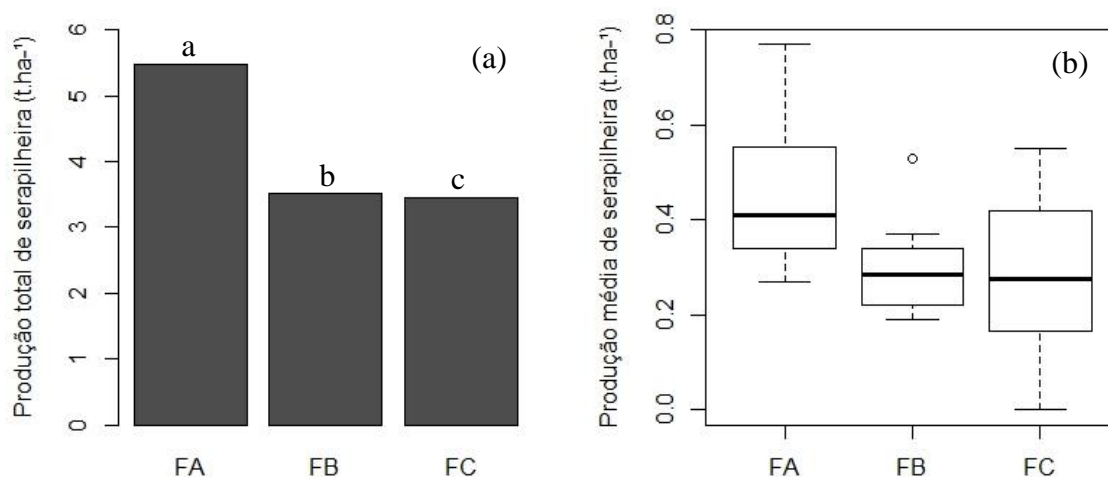 Produção total de serapilheira (t.ha-¹)
6
5
4
3
2
1
0
a
b
c
(a)
FA
FB
FC
Produção média de serapilheira (t.ha-¹)
0.8
0.6
0.4
0.2
0.0
(b)
FA
FB
FC